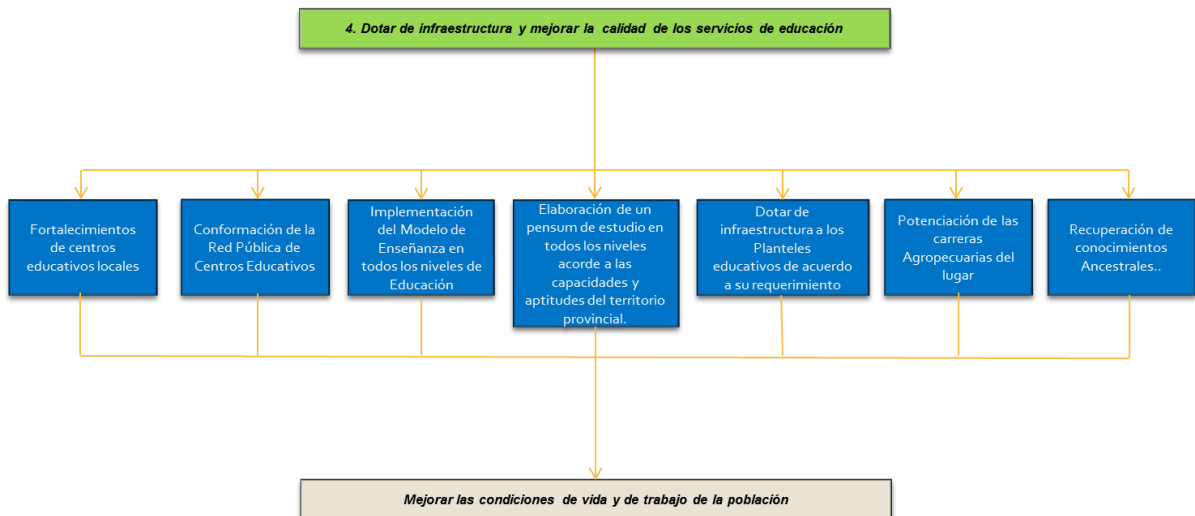 4. Dotar de infraestructura y mejorar la calidad de los servicios de educación
Fortalecimientos
de centros
educativos locales
Conformación de la
Red Pública de
Centros Educativos
Implementación
del Modelo de
Enseñanza en
todos los niveles de
Educación
Elaboración de un
pensum de estudio en
todos los niveles
acorde a las
capacidades y
aptitudes del territorio
provincial.
Dotar de
infraestructura a los
Planteles
educativos de acuerdo
a su requerimiento
Potenciación de las
carreras
Agropecuarias del
lugar
Recuperación de
conocimientos
Ancestrales..
Mejorar las condiciones de vida y de trabajo de la población